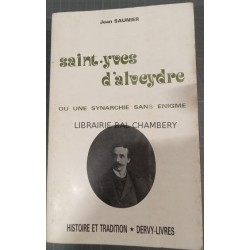 Jean SAUNIER
saint-yves
d'alveydre
OU UNE SYNARCHIE SANS ENIGME
LIBRAIRIE BAL CHAMBERY
HISTOIRE ET TRADITION ▪ DERVY-LIVRES